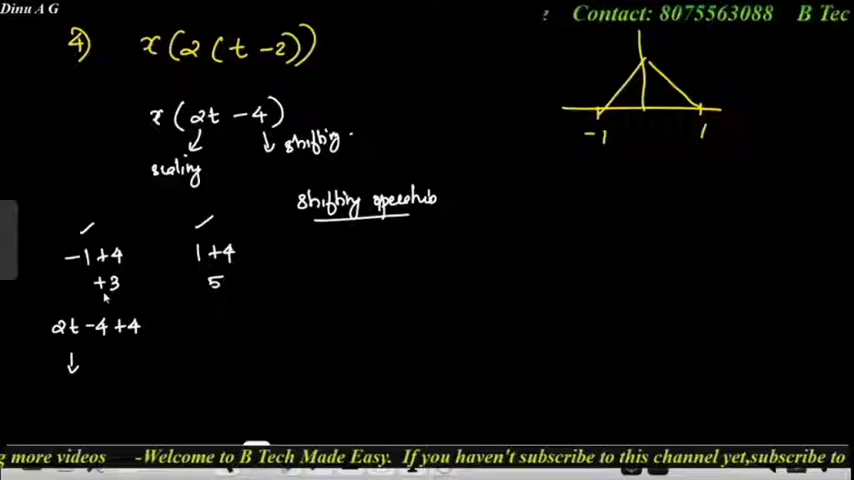 Dinu A G
? Contact: 8075563088 B Tec
4) x(2(t-2))
x(2t -4)
shifting.
scaling
-1 1
shifting
-1+4 1+4
+3 5
2t -4 +4
g more videos -Welcome to B Tech Made Easy. If you haven't subscribe to this channel yet,subscribe to